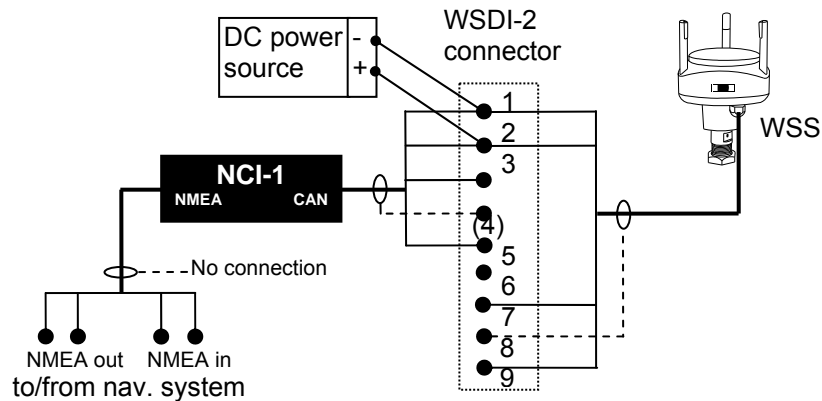 DC power
source
-
+
WSDI-2
connector
WSS
1
2
3
(4)
5
6
7
8
9
NCI-1
NMEA CAN
No connection
NMEA out NMEA in
to/from nav. system